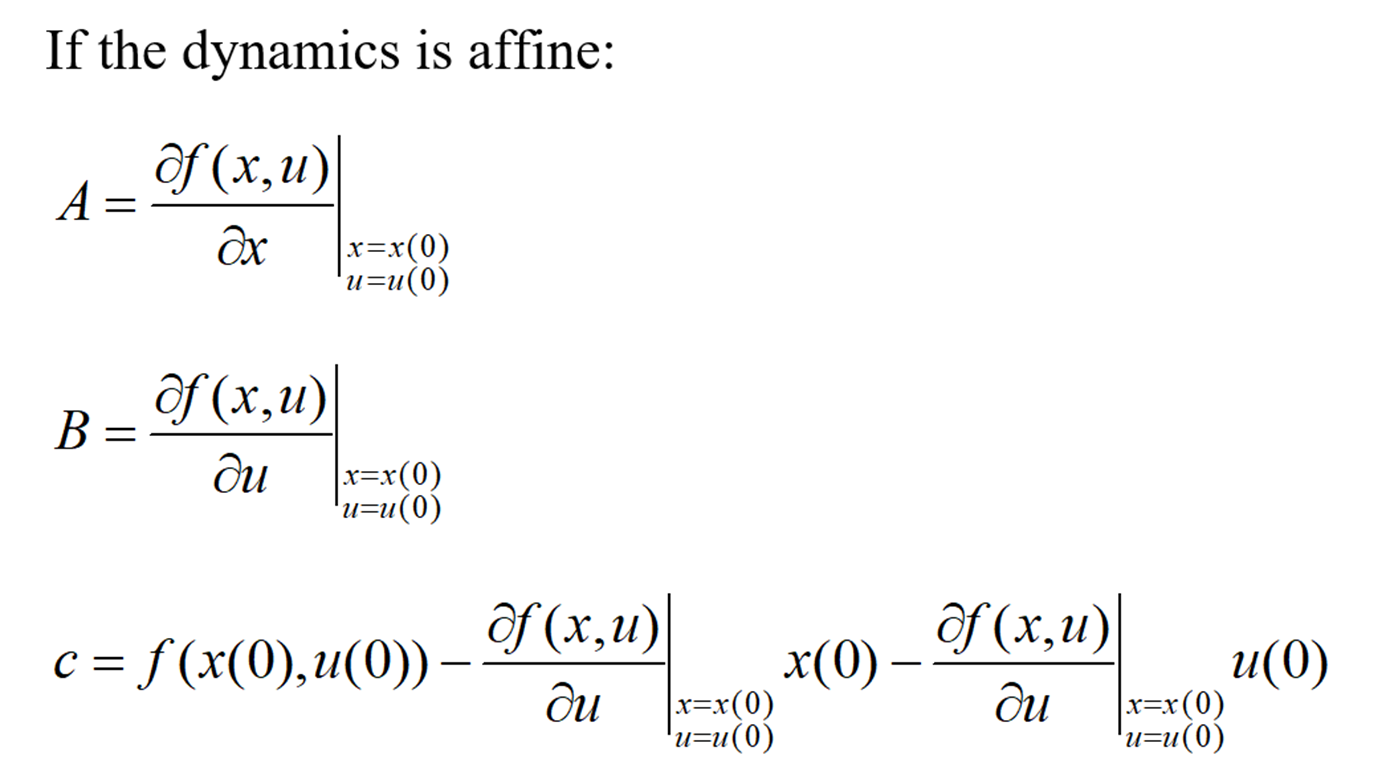 If the dynamics is affine:
A = ∂f(x,u)/∂x |x=x(0) u=u(0)
B = ∂f(x,u)/∂u |x=x(0) u=u(0)
c = f(x(0),u(0)) − ∂f(x,u)/∂u |x=x(0) u=u(0) x(0) − ∂f(x,u)/∂u |x=x(0) u=u(0) u(0)